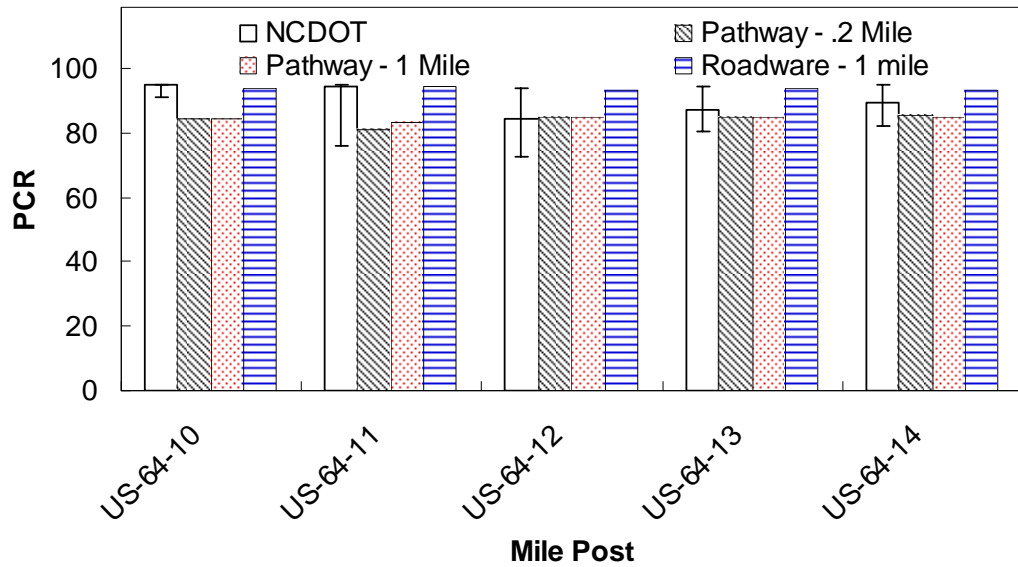 NCDOT
Pathway - .2 Mile
Pathway - 1 Mile
Roadware - 1 mile
100
80
60
40
20
0
PCR
US-64-10
US-64-11
US-64-12
US-64-13
US-64-14
Mile Post